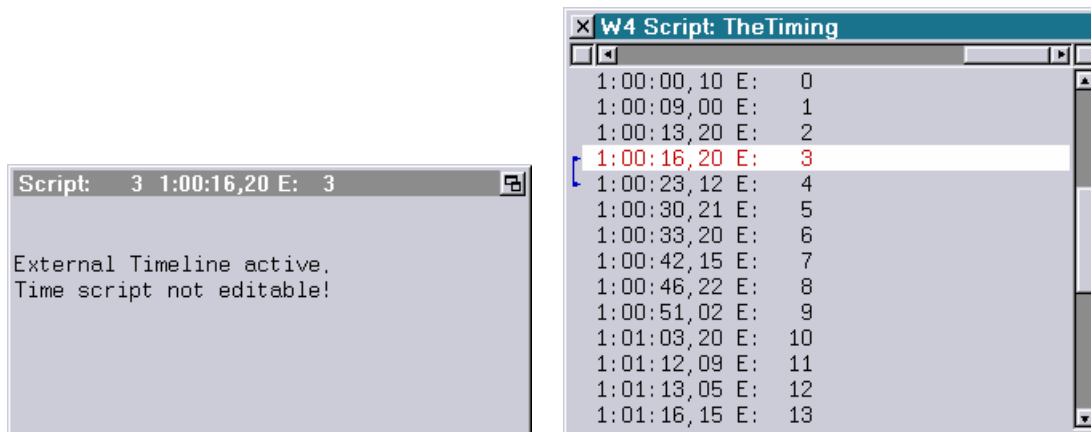 Script: 3 1:00:16,20 E: 3
External Timeline active,
Time script not editable!
W4 Script: TheTiming
1:00:00,10 E: 0
1:00:09,00 E: 1
1:00:13,20 E: 2
1:00:16,20 E: 3
1:00:23,12 E: 4
1:00:30,21 E: 5
1:00:33,20 E: 6
1:00:42,15 E: 7
1:00:46,22 E: 8
1:00:51,02 E: 9
1:01:03,20 E: 10
1:01:12,09 E: 11
1:01:13,05 E: 12
1:01:16,15 E: 13